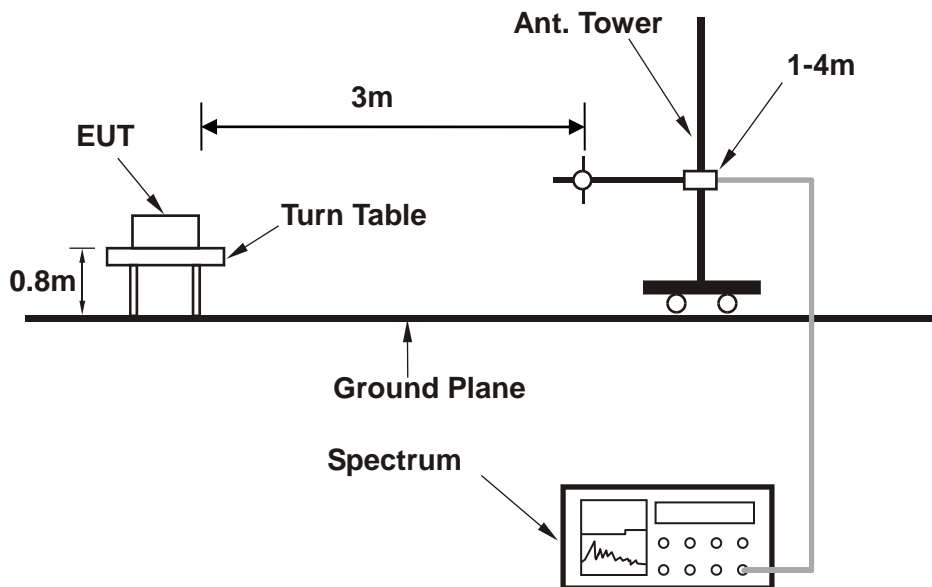 Ant. Tower
1-4m
3m
EUT
Turn Table
0.8m
Ground Plane
Spectrum